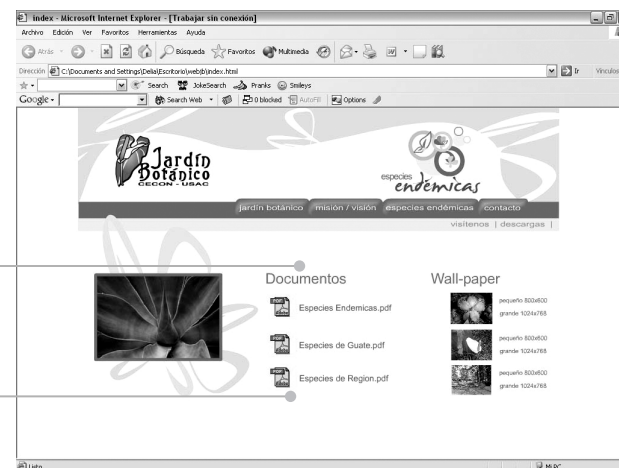 index - Microsoft Internet Explorer - [Trabajar sin conexión]
Archivo Edición Ver Favoritos Herramientas Ayuda
Atrás Búsqueda Favoritos Multimedia
Dirección C:\Documents and Settings\Delia\Escritorio\webjb\index.html Ir Vínculos
Search JokeSearch Pranks Smileys
Google Search Web 0 blocked AutoFill Options
Jardín
Botánico
CECON - USAC
especies
endémicas
jardín botánico misión / visión especies endémicas contacto
visítenos | descargas |
Documentos
Especies Endemicas.pdf
Especies de Guate.pdf
Especies de Region.pdf
Wall-paper
pequeño 800x600
grande 1024x768
pequeño 800x600
grande 1024x768
pequeño 800x600
grande 1024x768
Listo Mi PC